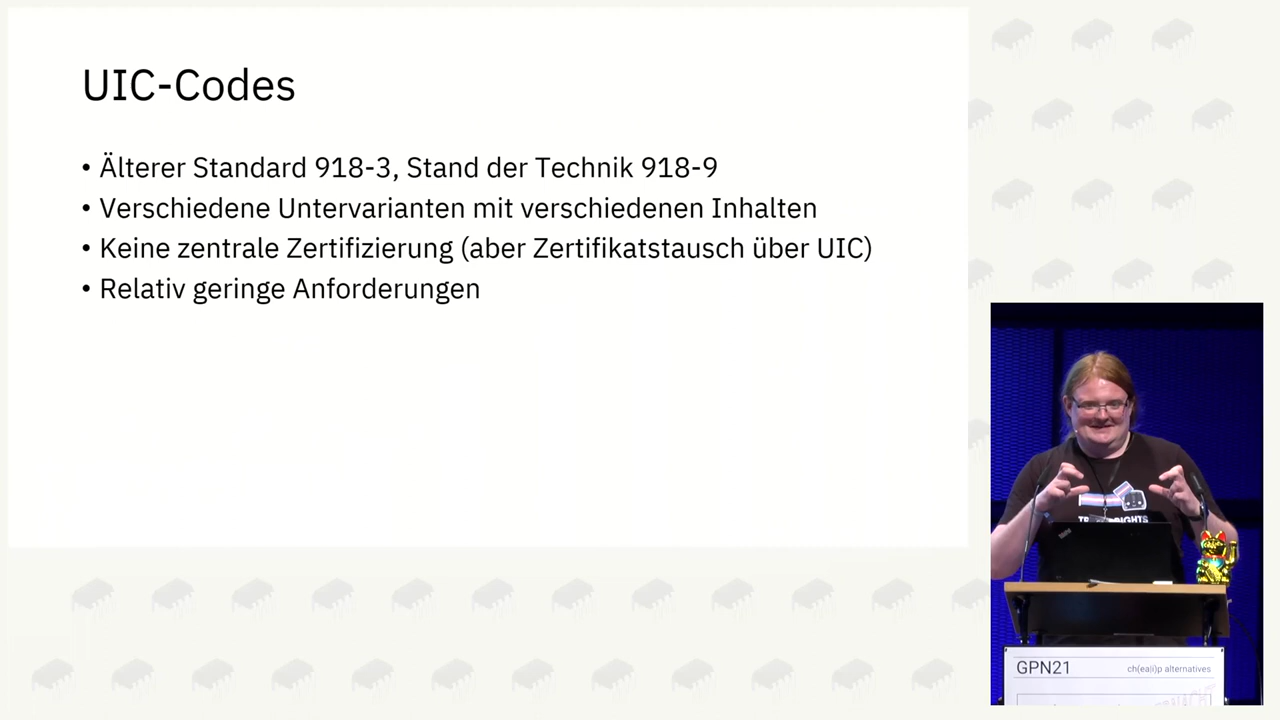 UIC-Codes
• Älterer Standard 918-3, Stand der Technik 918-9
• Verschiedene Untervarianten mit verschiedenen Inhalten
• Keine zentrale Zertifizierung (aber Zertifikatstausch über UIC)
• Relativ geringe Anforderungen
GPN21
ch(ea|i)p alternatives